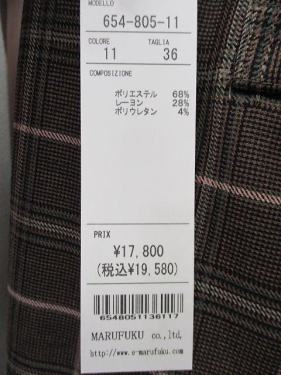 MODELLO
654-805-11
COLORE TAGLIA
11 36
COMPOSIZIONE
ポリエステル 68%
レーヨン 28%
ポリウレタン 4%
PRIX
¥17,800
(税込¥19,580)
6548051136117
MARUFUKU co.,ltd.
http://www.e-marufuku.com/